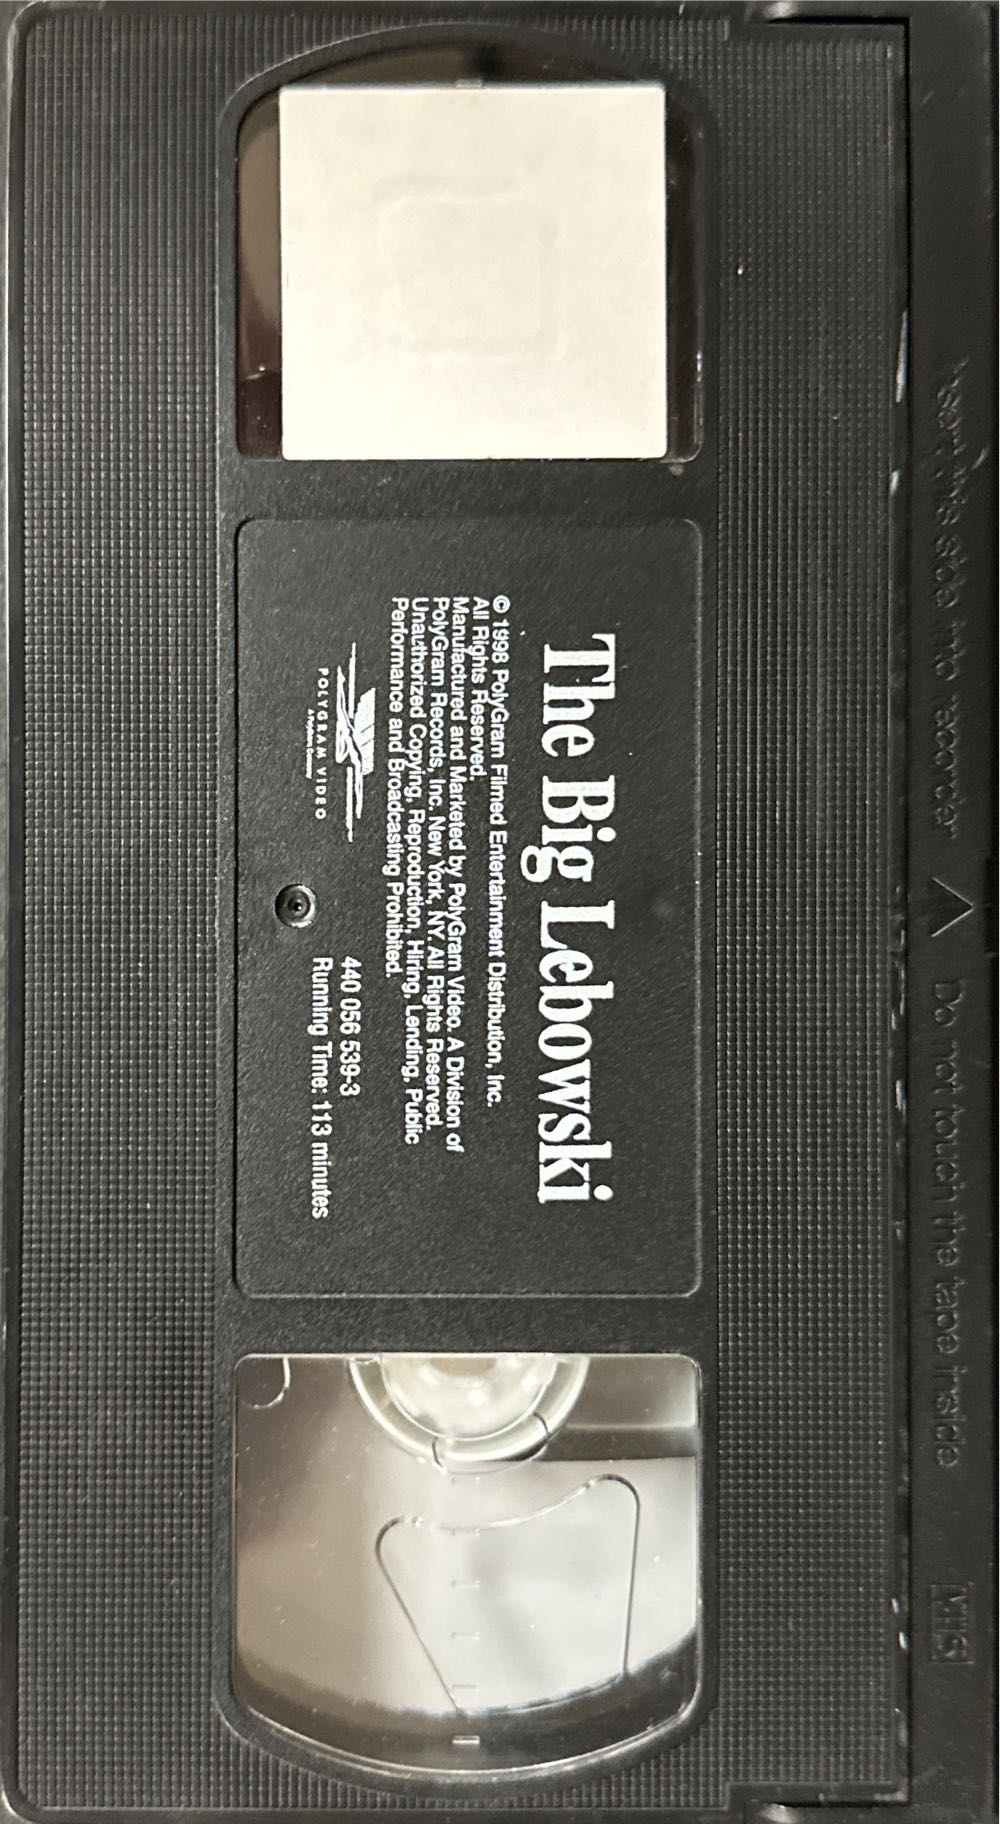 Insert this side into recorder △ Do not touch the tape inside
VHS
The Big Lebowski
© 1998 PolyGram Filmed Entertainment Distribution, Inc.
All Rights Reserved.
Manufactured and Marketed by PolyGram Video. A Division of
PolyGram Records, Inc. New York, NY. All Rights Reserved.
Unauthorized Copying, Reproduction, Hiring, Lending, Public
Performance and Broadcasting Prohibited.
POLYGRAM VIDEO
440 056 539-3
Running Time: 113 minutes